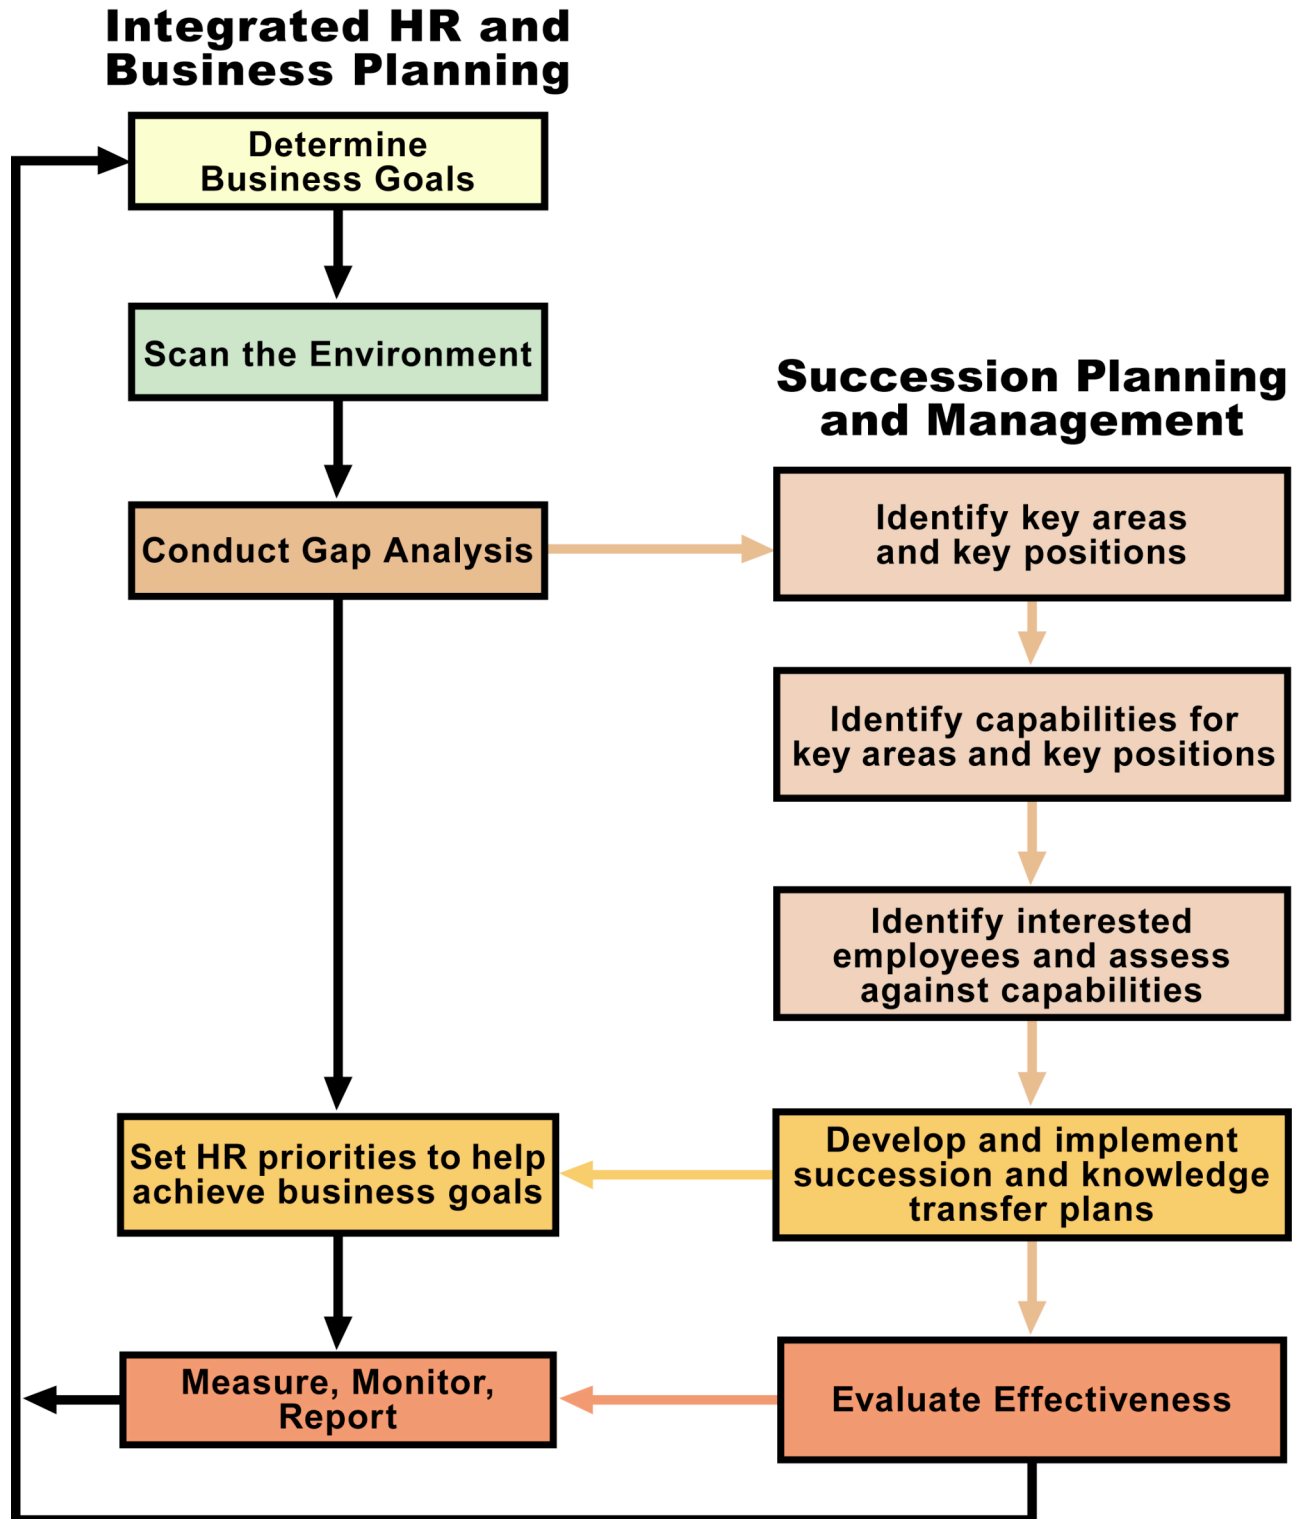 Integrated HR and
Business Planning
Determine
Business Goals
Scan the Environment
Conduct Gap Analysis
Set HR priorities to help
achieve business goals
Measure, Monitor,
Report
Succession Planning
and Management
Identify key areas
and key positions
Identify capabilities for
key areas and key positions
Identify interested
employees and assess
against capabilities
Develop and implement
succession and knowledge
transfer plans
Evaluate Effectiveness